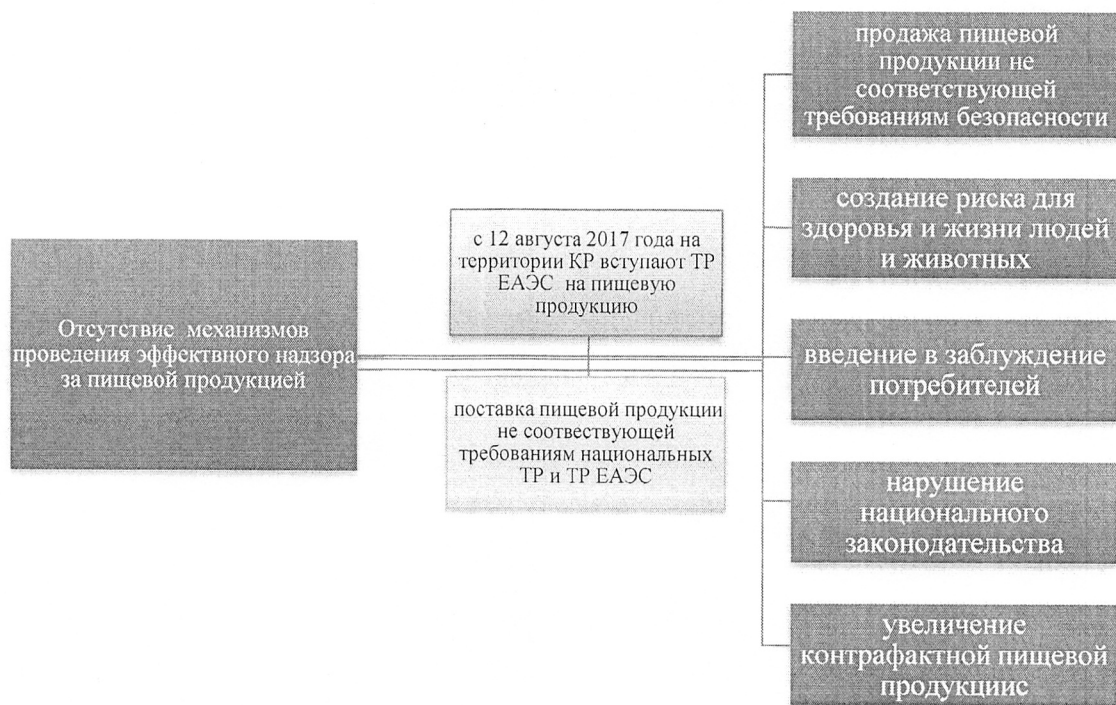 Отсутствие механизмов
проведения эффектвного надзора
за пищевой продукцией
с 12 августа 2017 года на
территории КР вступают ТР
ЕАЭС на пищевую
продукцию
поставка пищевой продукции
не соотвествующей
требованиям национальных
ТР и ТР ЕАЭС
продажа пищевой
продукции не
соответствующей
требованиям безопасности
создание риска для
здоровья и жизни людей
и животных
введение в заблуждение
потребителей
нарушение
национального
законодательства
увеличение
контрафактной пищевой
продукциис